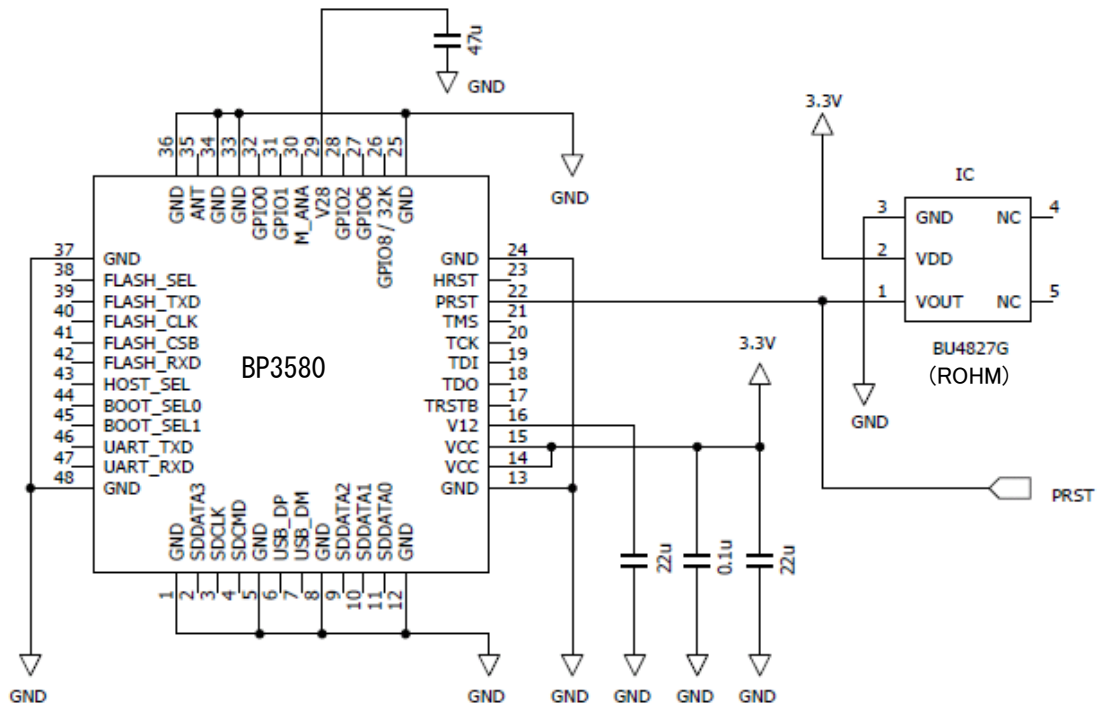 47u
GND
3.3V
36
35
34
33
32
31
30
29
28
27
26
25
GND
GND
ANT
GND
GND
GPIO0
GPIO1
M_ANA
V28
GPIO2
GPIO6
GPIO8/32K
GND
IC
3 GND NC 4
2 VDD
1 VOUT NC 5
BU4827G
(ROHM)
GND
37 GND
38 FLASH_SEL
39 FLASH_TXD
40 FLASH_CLK
41 FLASH_CSB
42 FLASH_RXD
43 HOST_SEL
44 BOOT_SEL0
45 BOOT_SEL1
46 UART_TXD
47 UART_RXD
48 GND
BP3580
GND 24
HRST 23
PRST 22
TMS 21
TCK 20
TDI 19
TDO 18
TRSTB 17
V12 16
VCC 15
VCC 14
GND 13
3.3V
PRST
GND
SDDATA3
SDCLK
SDCMD
GND
USB_DP
USB_DM
GND
SDDATA2
SDDATA1
SDDATA0
GND
1
2
3
4
5
6
7
8
9
10
11
12
22u
0.1u
22u
GND
GND
GND
GND
GND
GND